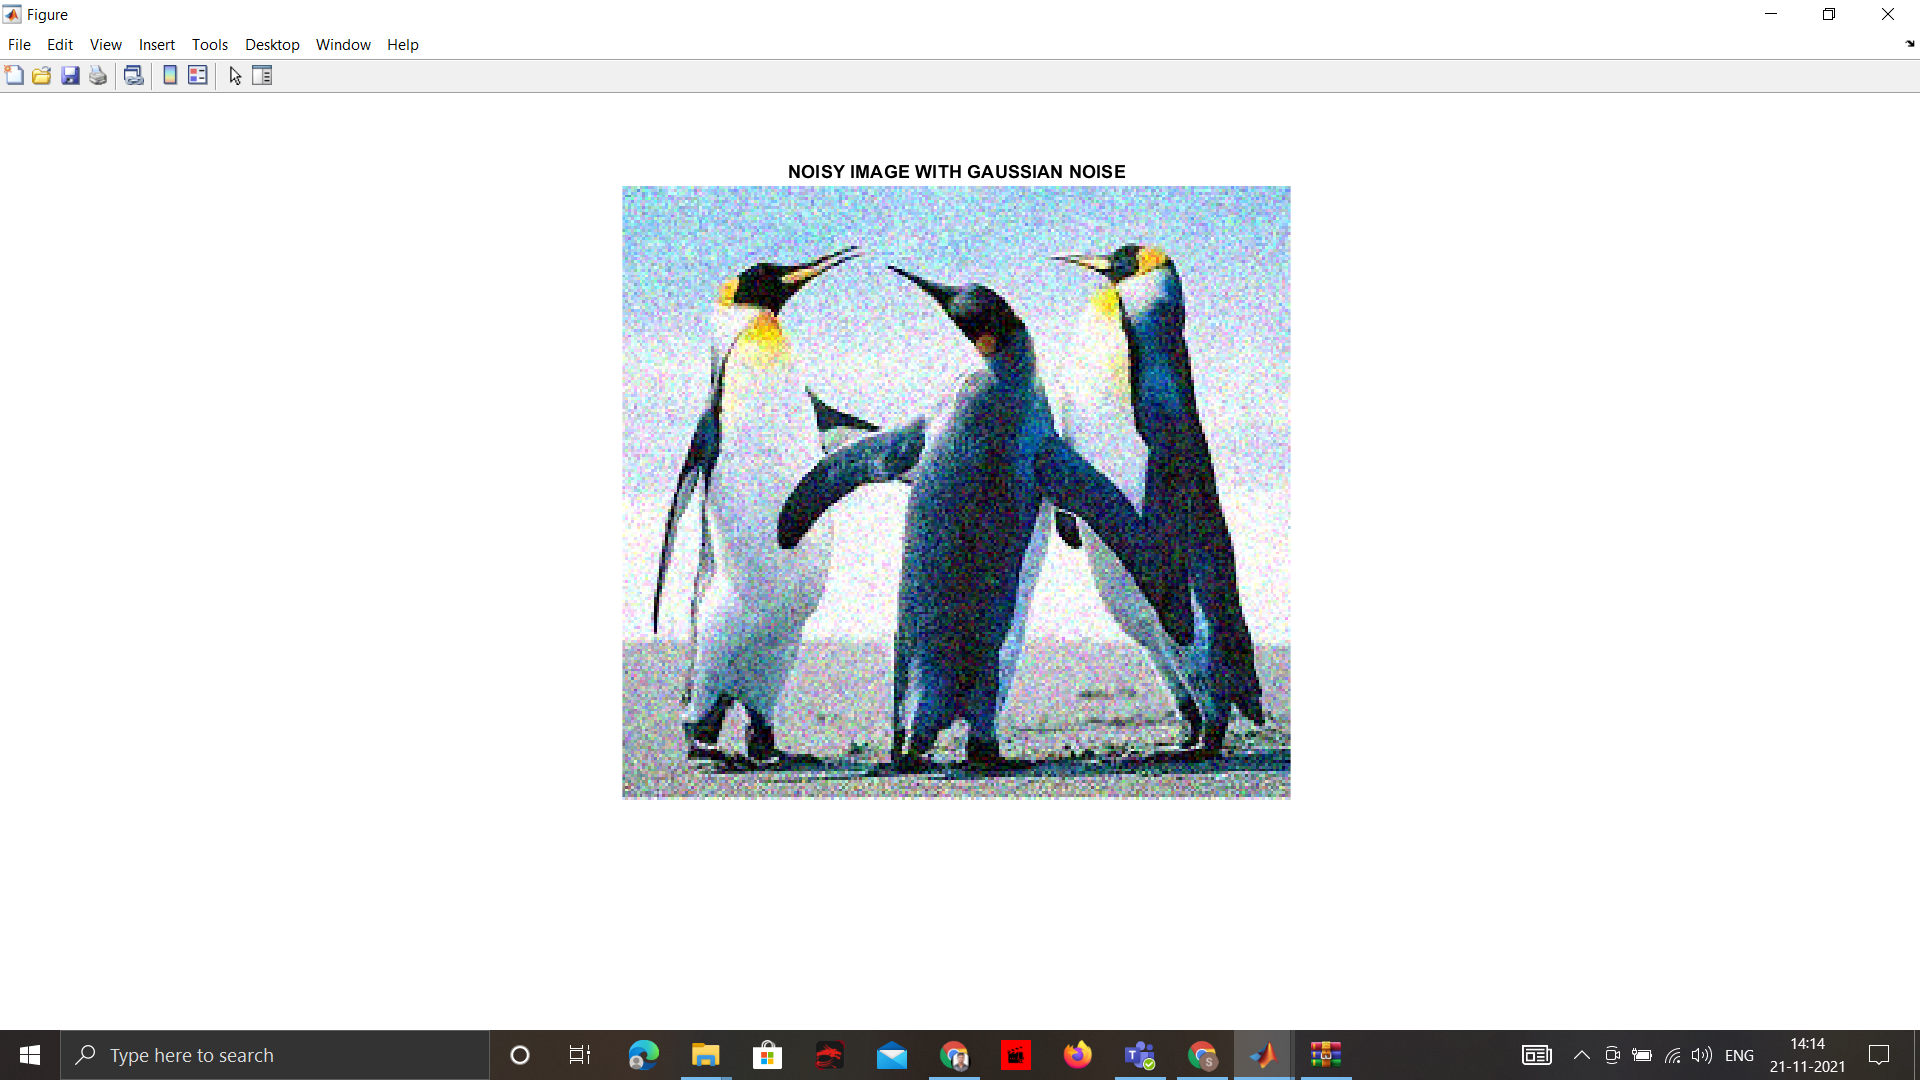 Figure
File Edit View Insert Tools Desktop Window Help
NOISY IMAGE WITH GAUSSIAN NOISE
Type here to search
ENG
14:14
21-11-2021